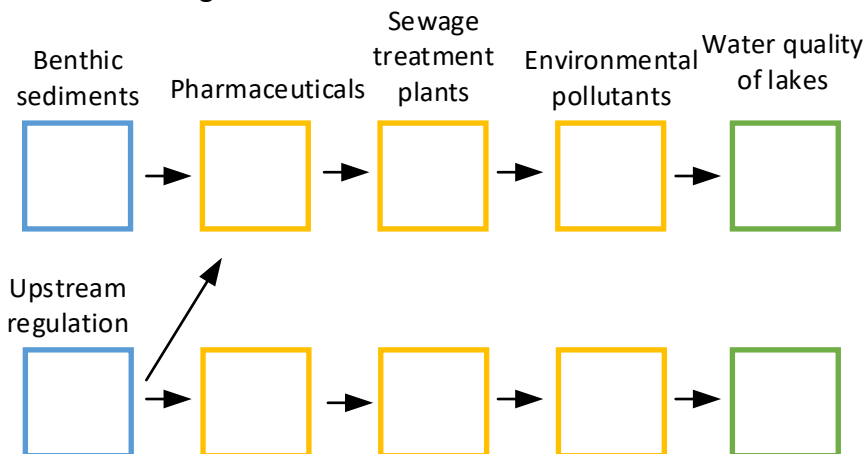 Benthic
sediments
Pharmaceuticals
Sewage
treatment
plants
Environmental
pollutants
Water quality
of lakes
Upstream
regulation